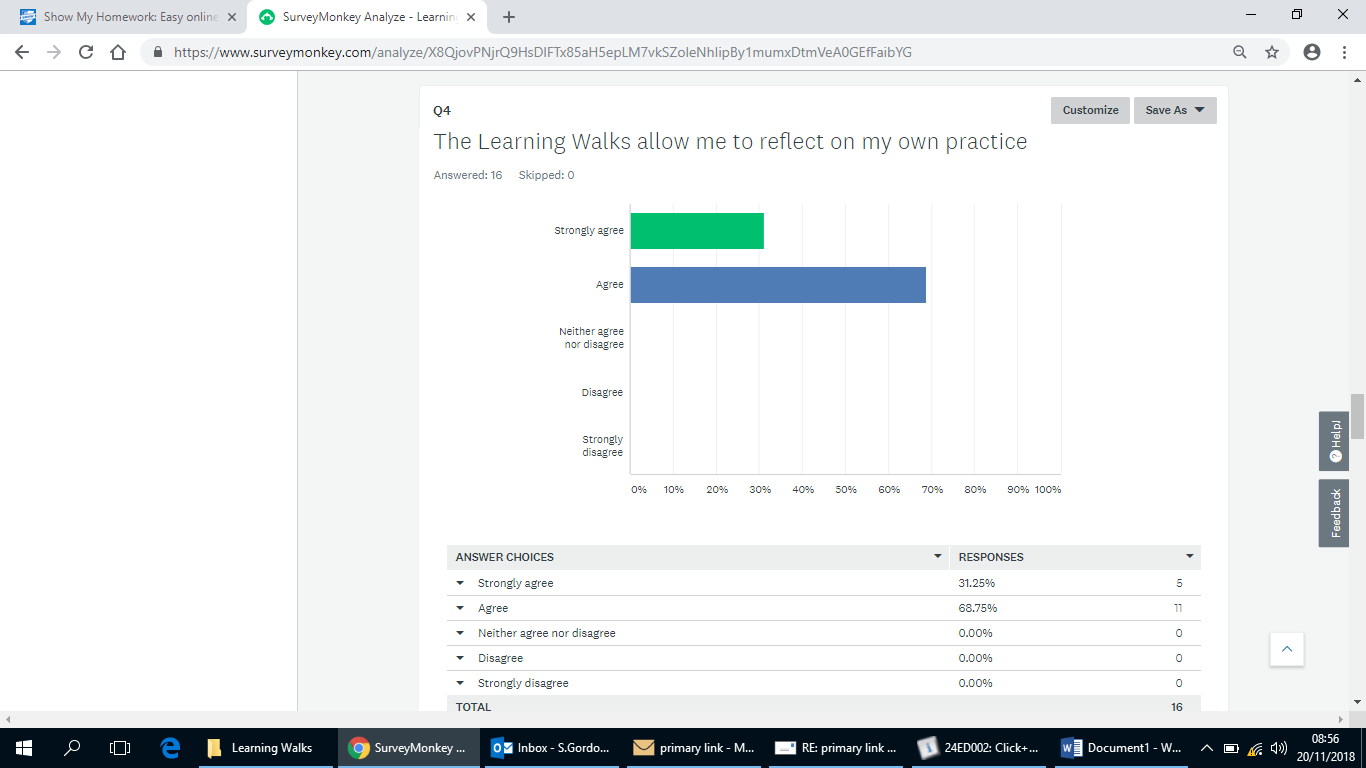 Show My Homework: Easy online
SurveyMonkey Analyze - Learnin
https://www.surveymonkey.com/analyze/X8QjovPNjrQ9HsDIFTx85aH5epLM7vkSZoIeNhIipBy1mumxDtmVeA0GEfFaibYG
Q4
Customize
Save As
The Learning Walks allow me to reflect on my own practice
Answered: 16 Skipped: 0
Strongly agree
Agree
Neither agree
nor disagree
Disagree
Strongly
disagree
0% 10% 20% 30% 40% 50% 60% 70% 80% 90% 100%
Help!
Feedback
ANSWER CHOICES RESPONSES
Strongly agree 31.25% 5
Agree 68.75% 11
Neither agree nor disagree 0.00% 0
Disagree 0.00% 0
Strongly disagree 0.00% 0
TOTAL 16
Learning Walks
SurveyMonkey ...
Inbox - S.Gordo...
primary link - M...
RE: primary link ...
24ED002: Click+...
Document1 - W...
08:56
20/11/2018